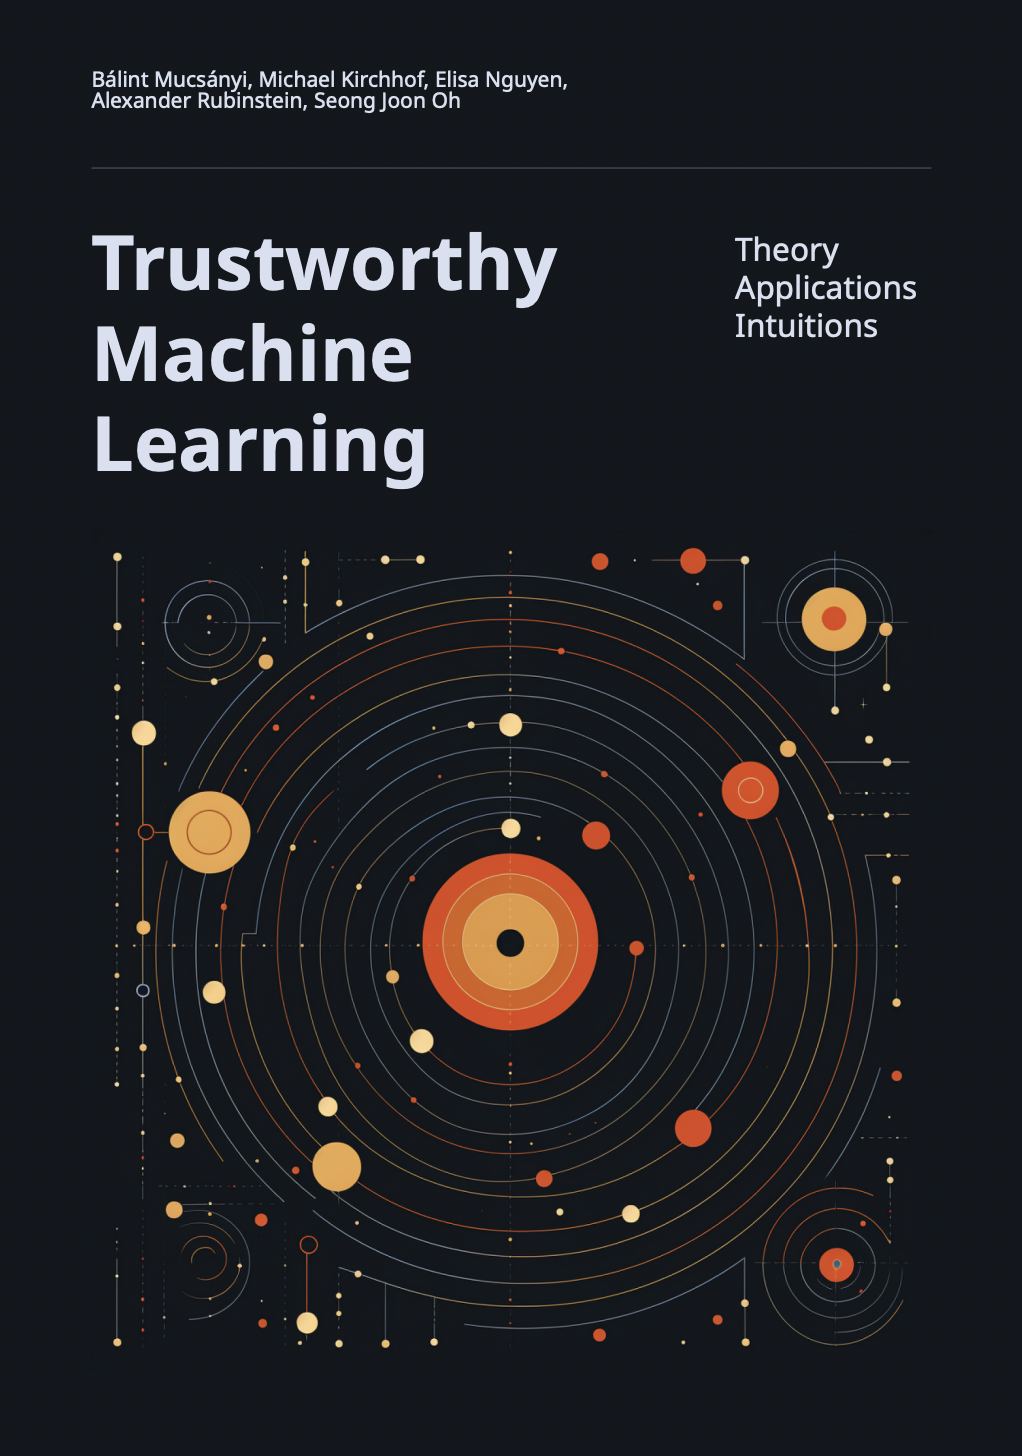 Bálint Mucsányi, Michael Kirchhof, Elisa Nguyen,
Alexander Rubinstein, Seong Joon Oh
Trustworthy
Machine
Learning
Theory
Applications
Intuitions